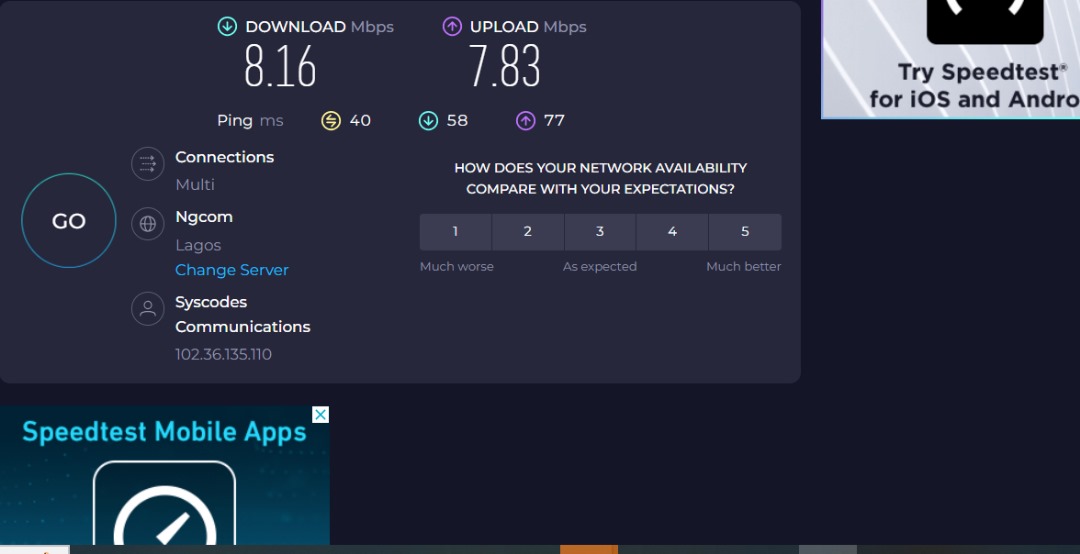 DOWNLOAD Mbps
8.16
UPLOAD Mbps
7.83
Ping ms 40 58 77
Connections
Multi
Ngcom
Lagos
Change Server
Syscodes
Communications
102.36.135.110
GO
HOW DOES YOUR NETWORK AVAILABILITY
COMPARE WITH YOUR EXPECTATIONS?
1 2 3 4 5
Much worse As expected Much better
Try Speedtest®
for iOS and Andro
Speedtest Mobile Apps